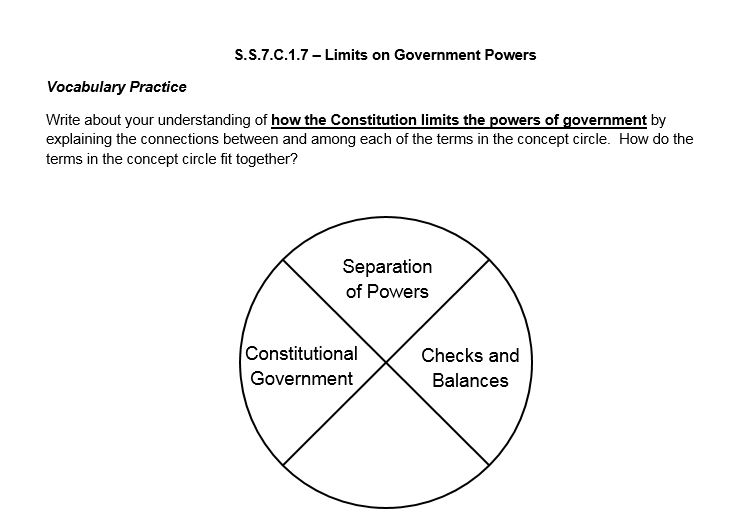 S.S.7.C.1.7 – Limits on Government Powers
Vocabulary Practice
Write about your understanding of how the Constitution limits the powers of government by
explaining the connections between and among each of the terms in the concept circle.  How do the
terms in the concept circle fit together?
Separation
of Powers
Constitutional
Government
Checks and
Balances